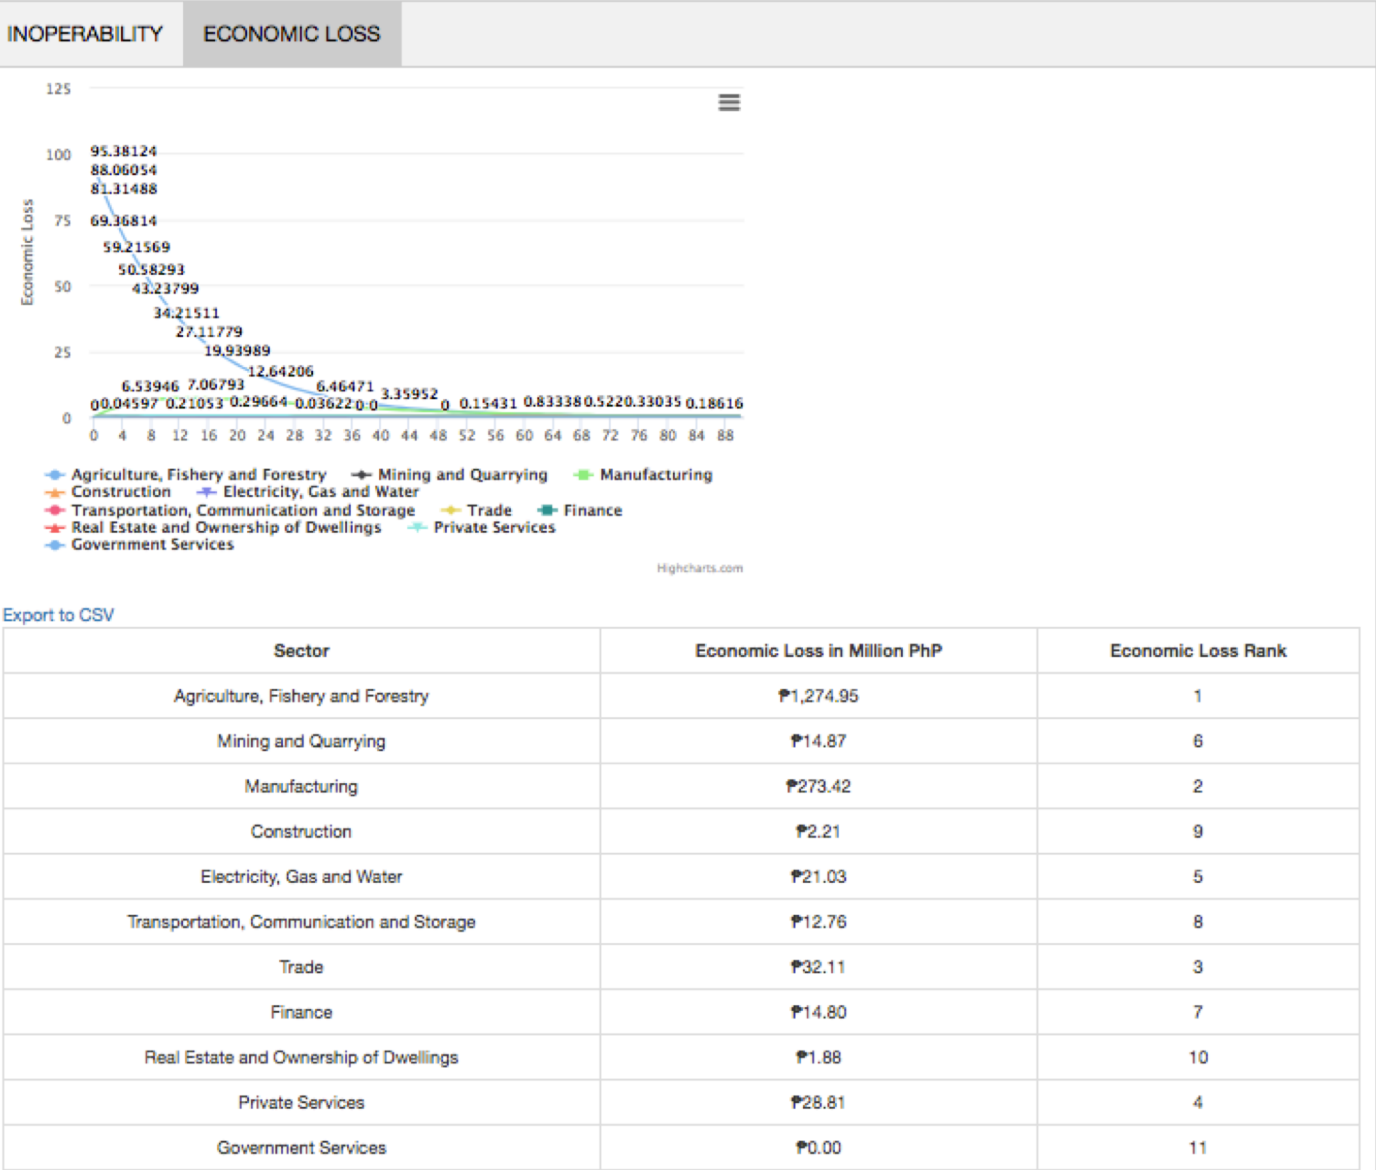 INOPERABILITY ECONOMIC LOSS
125
100
75
50
25
0
Economic Loss
95.38124
88.06054
81.31488
69.36814
59.21569
50.58293
43.23799
34.21511
27.11779
19.93989
12.64206
6.53946 7.06793 6.46471 3.35952
0 0.04597 0.21053 0.29664 0.03622 0 0 0 0.15431 0.83338 0.522 0.33035 0.18616
0 4 8 12 16 20 24 28 32 36 40 44 48 52 56 60 64 68 72 76 80 84 88
Agriculture, Fishery and Forestry Mining and Quarrying Manufacturing
Construction Electricity, Gas and Water
Transportation, Communication and Storage Trade Finance
Real Estate and Ownership of Dwellings Private Services
Government Services
Highcharts.com
Export to CSV
Sector Economic Loss in Million PhP Economic Loss Rank
Agriculture, Fishery and Forestry ₱1,274.95 1
Mining and Quarrying ₱14.87 6
Manufacturing ₱273.42 2
Construction ₱2.21 9
Electricity, Gas and Water ₱21.03 5
Transportation, Communication and Storage ₱12.76 8
Trade ₱32.11 3
Finance ₱14.80 7
Real Estate and Ownership of Dwellings ₱1.88 10
Private Services ₱28.81 4
Government Services ₱0.00 11